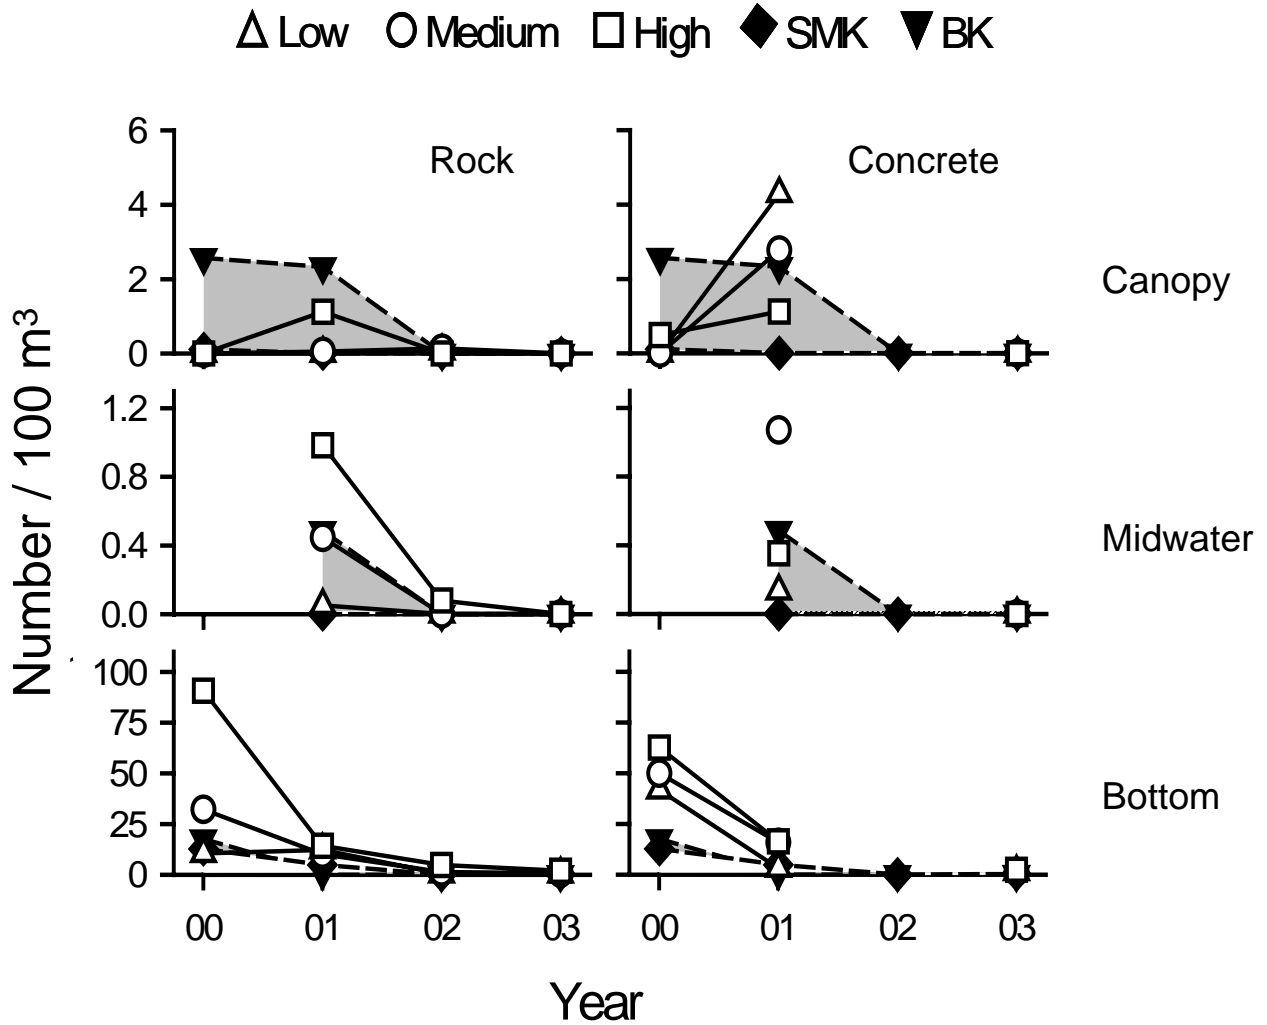 Low Medium High SMK BK
Rock Concrete
6
4
2
0
Canopy
Number / 100 m³
1.2
0.8
0.4
0.0
Midwater
100
75
50
25
0
Bottom
00 01 02 03 00 01 02 03
Year